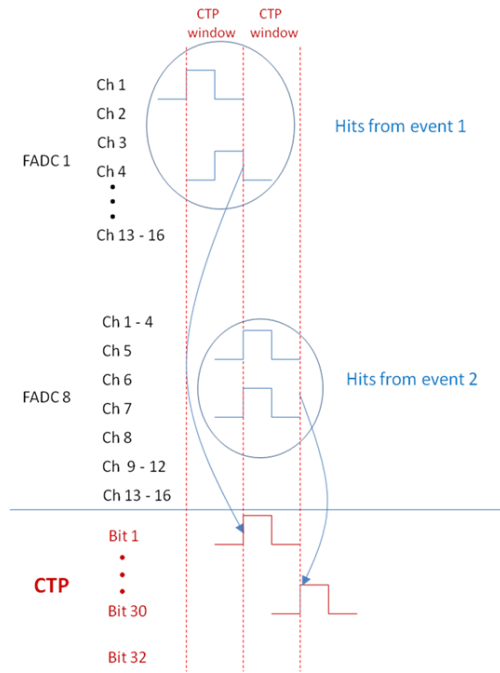 CTP
window
CTP
window
Ch 1
Ch 2
Hits from event 1
Ch 3
FADC 1
Ch 4
Ch 13 - 16
Ch 1 - 4
Ch 5
Ch 6
Hits from event 2
FADC 8
Ch 7
Ch 8
Ch 9 - 12
Ch 13 - 16
Bit 1
CTP
Bit 30
Bit 32